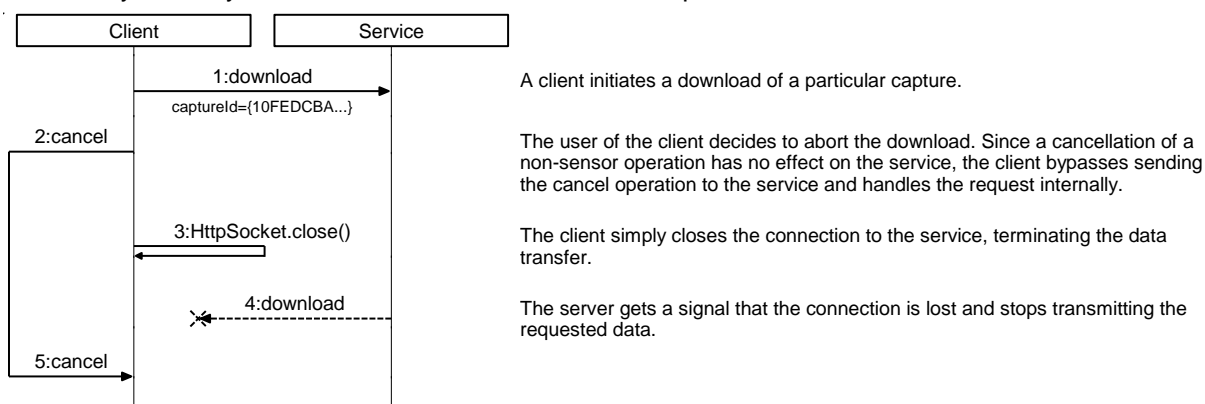 Client
Service
1:download
captureId={10FEDCBA...}
A client initiates a download of a particular capture.
2:cancel
The user of the client decides to abort the download. Since a cancellation of a
non-sensor operation has no effect on the service, the client bypasses sending
the cancel operation to the service and handles the request internally.
3:HttpSocket.close()
The client simply closes the connection to the service, terminating the data
transfer.
4:download
The server gets a signal that the connection is lost and stops transmitting the
requested data.
5:cancel